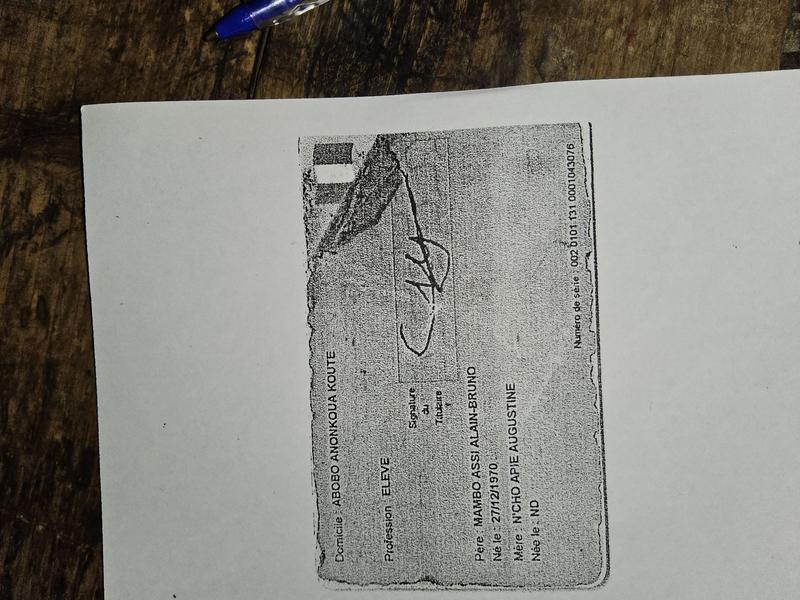 Domicile : ABOBO ANONKOUA KOUTE
Profession : ELEVE
Signature
du
Titulaire
Père : MAMBO ASSI ALAIN-BRUNO
Né le : 27/12/1970
Mère : N'CHO APIE AUGUSTINE
Née le : ND
Numéro de série : 002 0101 131 0001043076